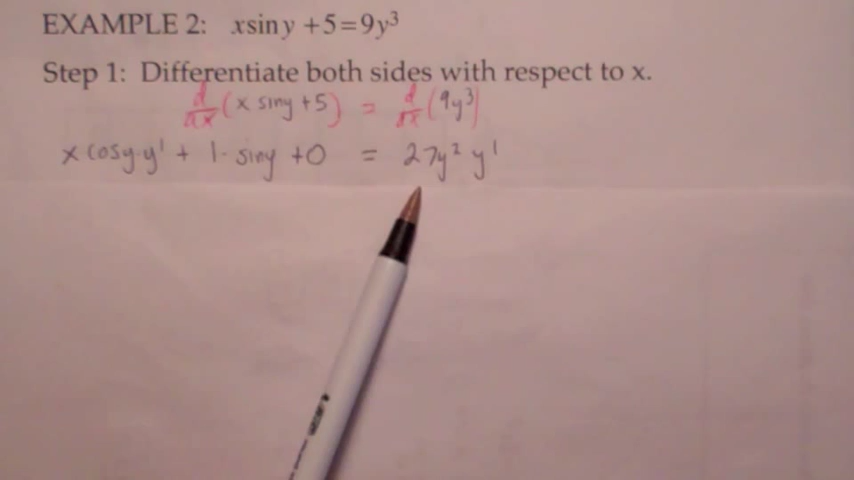 EXAMPLE 2: x sin y + 5 = 9y³
Step 1: Differentiate both sides with respect to x.
d/dx (x sin y + 5) = d/dx (9y³)
x cos y · y' + 1 · sin y + 0 = 27y² y'